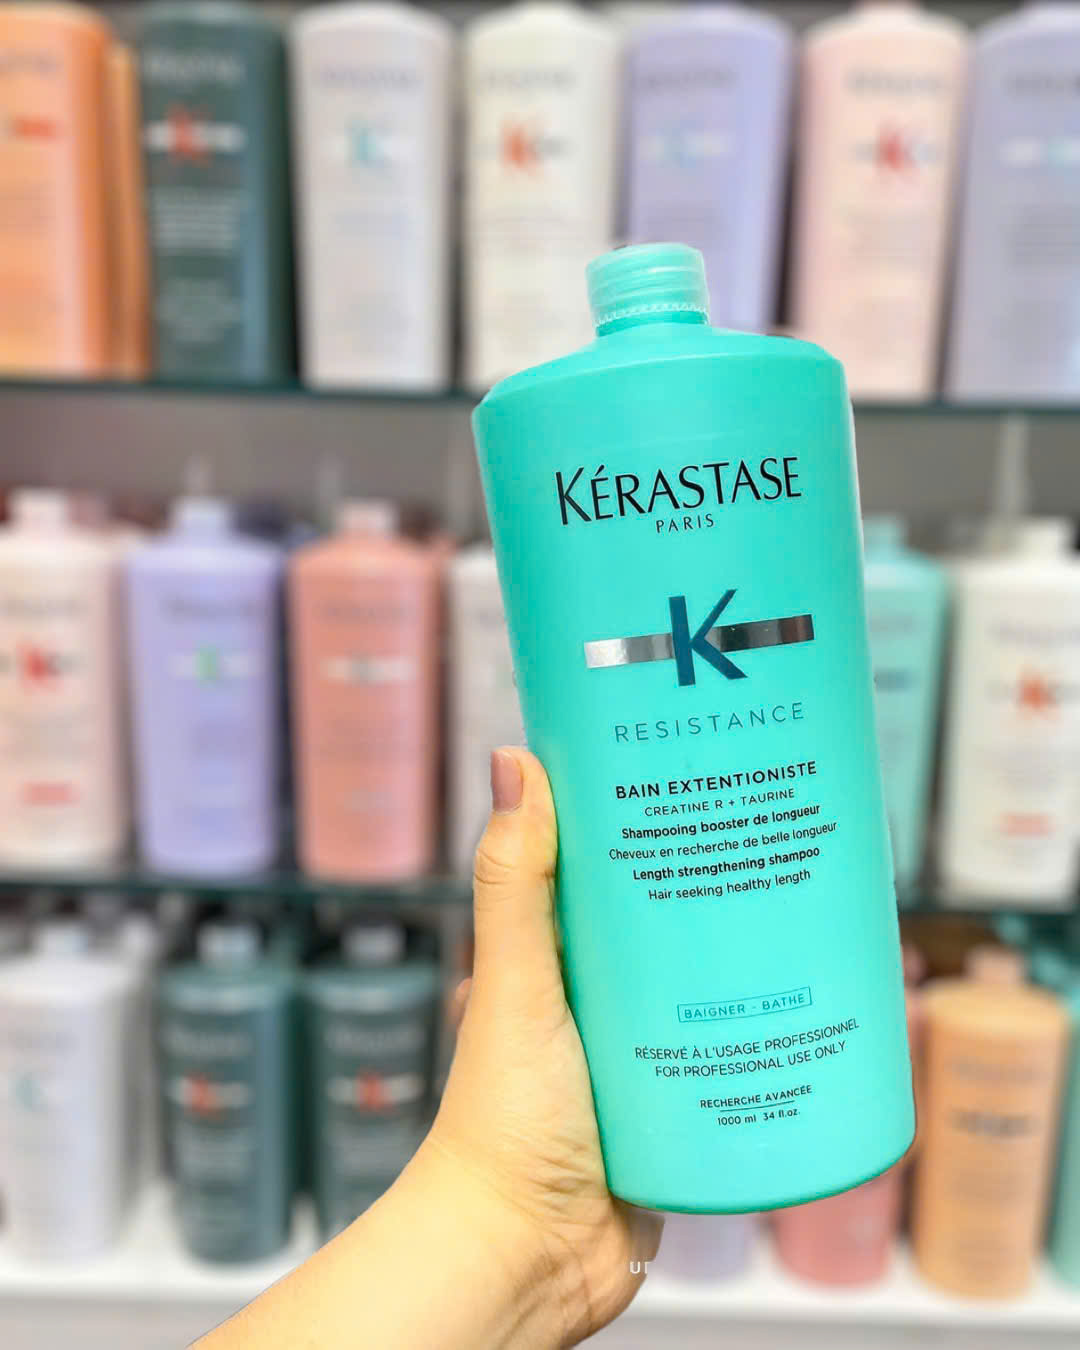 KÉRASTASE
PARIS
K
RESISTANCE
BAIN EXTENTIONISTE
CREATINE R + TAURINE
Shampooing booster de longueur
Cheveux en recherche de belle longueur
Length strengthening shampoo
Hair seeking healthy length
BAIGNER - BATHE
RÉSERVÉ À L'USAGE PROFESSIONNEL
FOR PROFESSIONAL USE ONLY
RECHERCHE AVANCÉE
1000 ml 34 fl.oz.